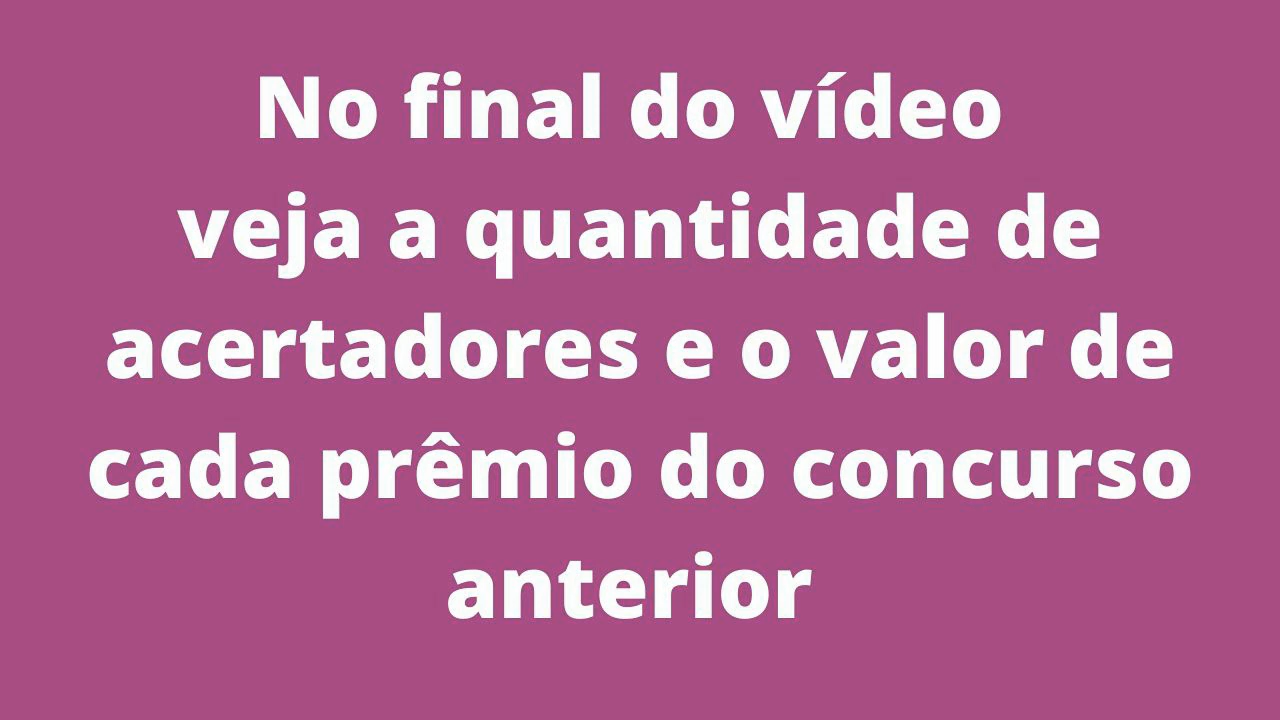 No final do vídeo
veja a quantidade de
acertadores e o valor de
cada prêmio do concurso
anterior